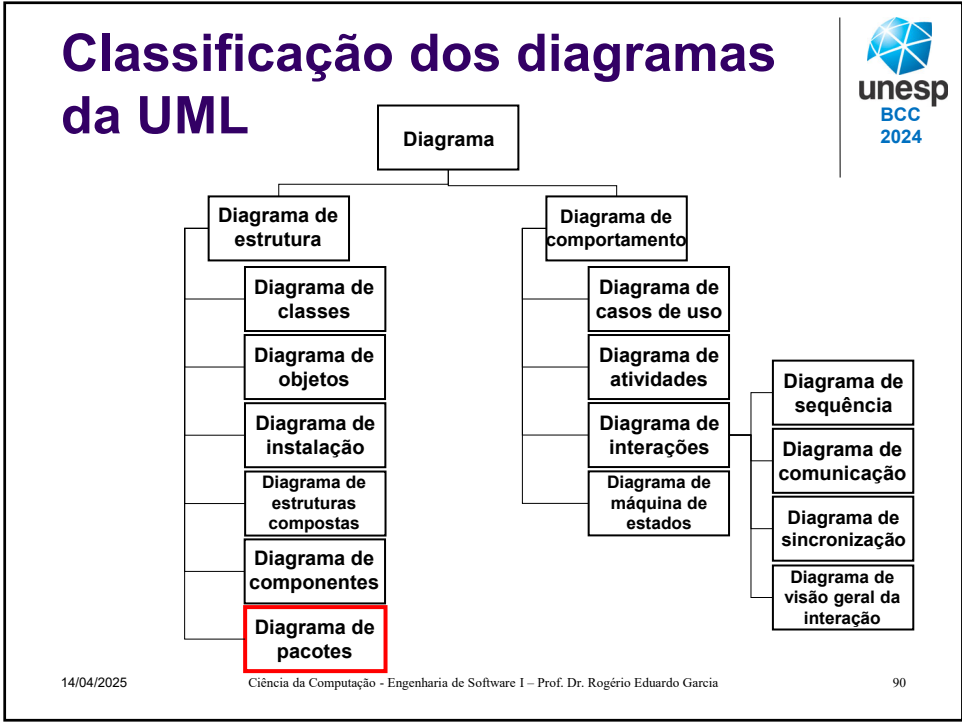 Classificação dos diagramas
da UML
unesp
BCC
2024
Diagrama
Diagrama de
estrutura
Diagrama de
classes
Diagrama de
objetos
Diagrama de
instalação
Diagrama de
estruturas
compostas
Diagrama de
componentes
Diagrama de
pacotes
Diagrama de
comportamento
Diagrama de
casos de uso
Diagrama de
atividades
Diagrama de
interações
Diagrama de
máquina de
estados
Diagrama de
sequência
Diagrama de
comunicação
Diagrama de
sincronização
Diagrama de
visão geral da
interação
14/04/2025
Ciência da Computação - Engenharia de Software I – Prof. Dr. Rogério Eduardo Garcia
90